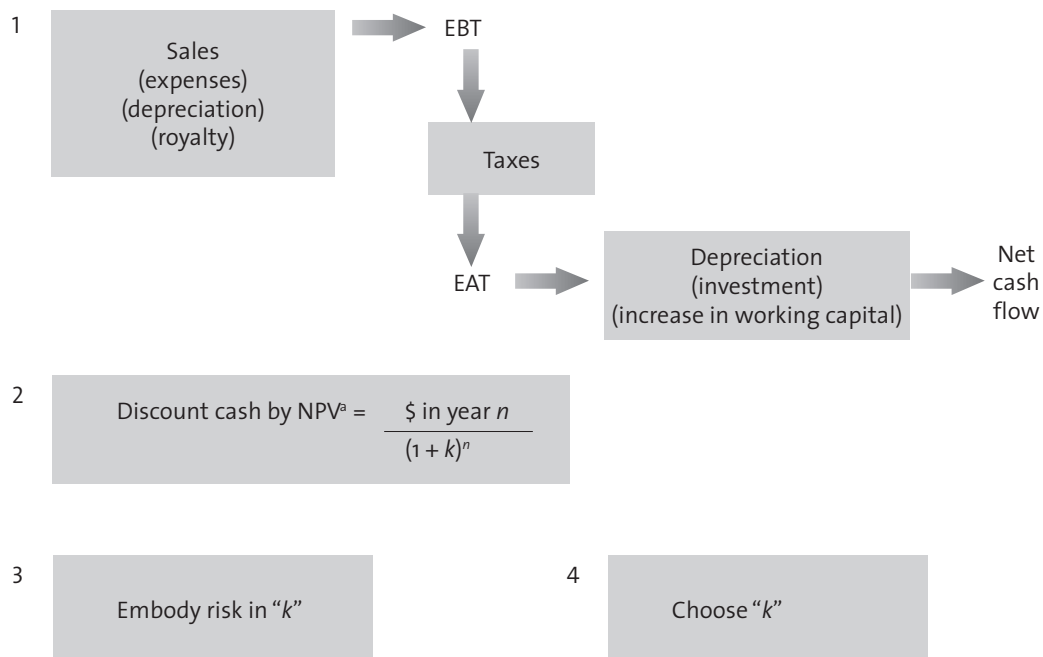 1
Sales
(expenses)
(depreciation)
(royalty)
EBT
Taxes
EAT
Depreciation
(investment)
(increase in working capital)
Net
cash
flow
2
Discount cash by NPVᵃ = $ in year n
(1 + k)ⁿ
3
Embody risk in “k”
4
Choose “k”